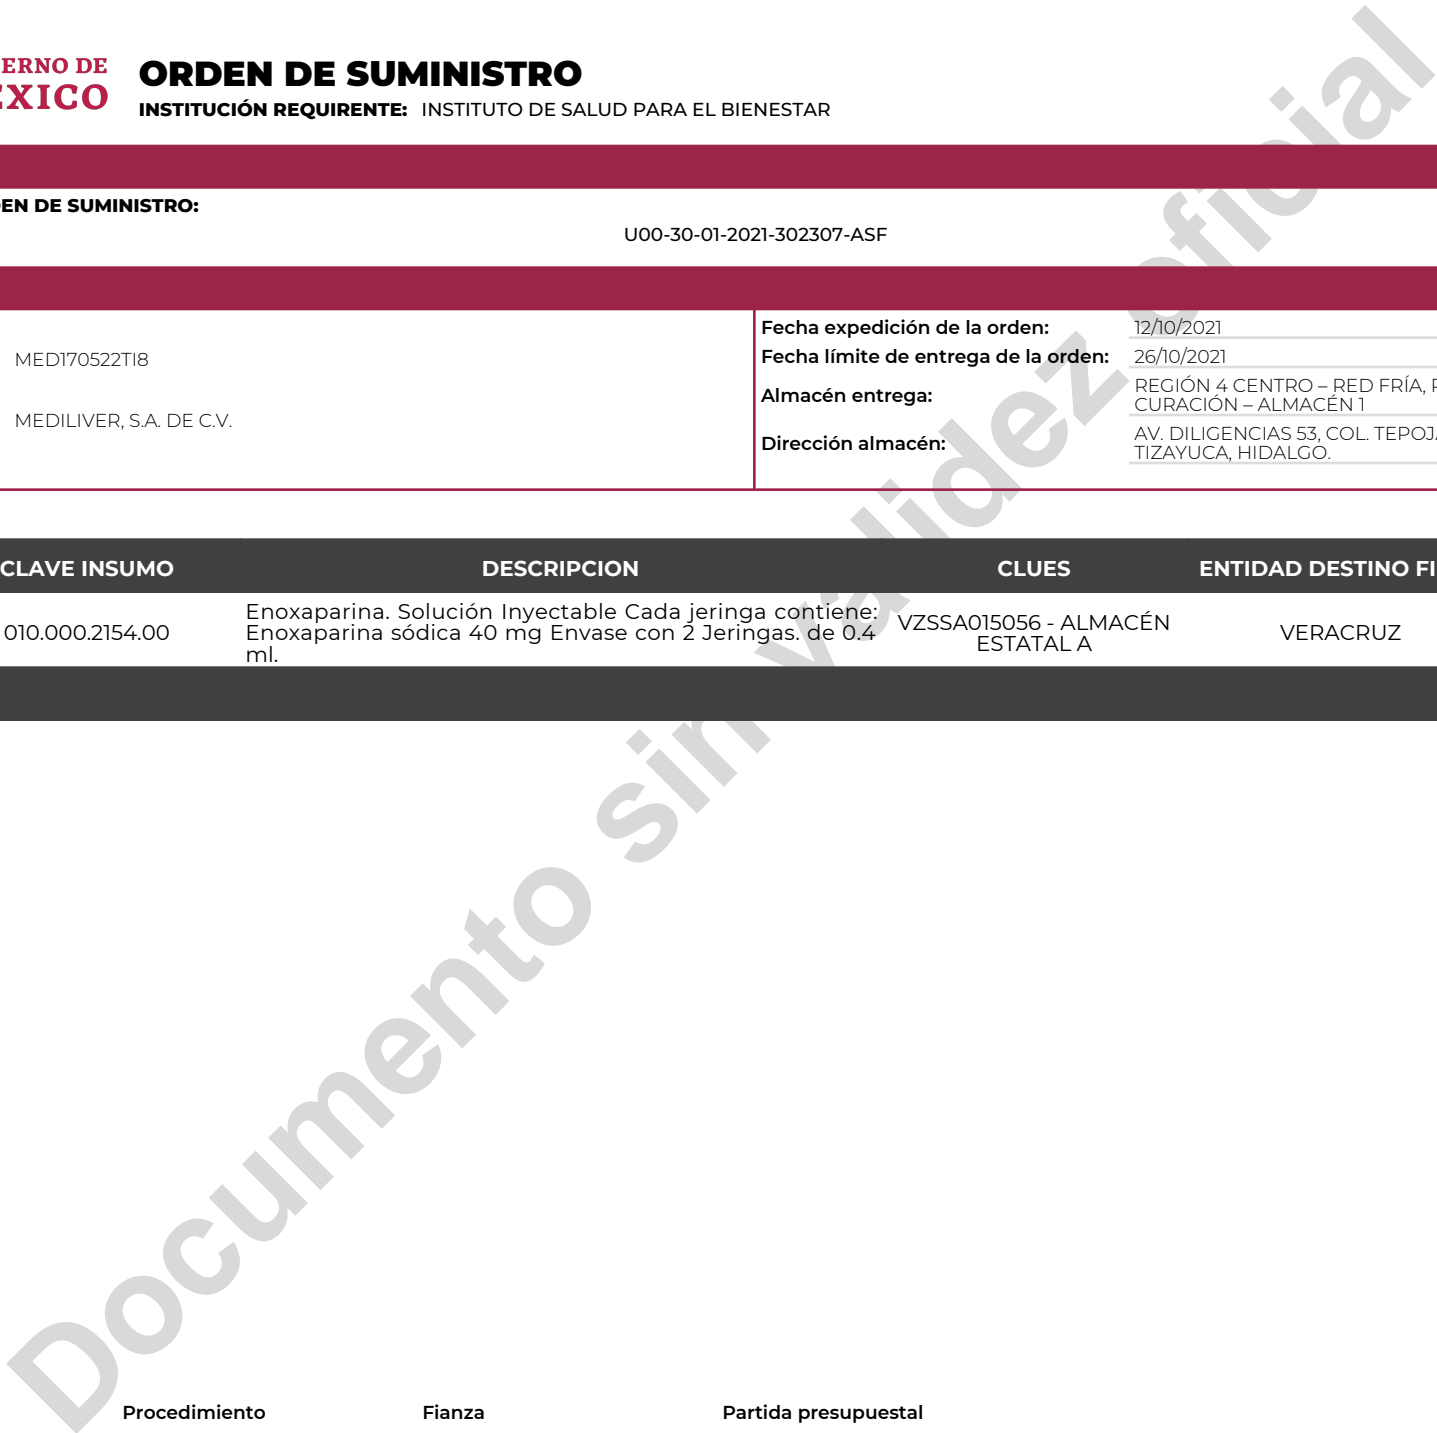 ERNO DE
ÉXICO
ORDEN DE SUMINISTRO
INSTITUCIÓN REQUIRENTE: INSTITUTO DE SALUD PARA EL BIENESTAR
EN DE SUMINISTRO:
U00-30-01-2021-302307-ASF
MED170522TI8
MEDILIVER, S.A. DE C.V.
Fecha expedición de la orden: 12/10/2021
Fecha límite de entrega de la orden: 26/10/2021
Almacén entrega: REGIÓN 4 CENTRO – RED FRÍA,
CURACIÓN – ALMACÉN 1
Dirección almacén: AV. DILIGENCIAS 53, COL. TEPOJ
TIZAYUCA, HIDALGO.
CLAVE INSUMO DESCRIPCION CLUES ENTIDAD DESTINO FI
010.000.2154.00
Enoxaparina. Solución Inyectable Cada jeringa contiene:
Enoxaparina sódica 40 mg Envase con 2 Jeringas. de 0.4
ml.
VZSSA015056 - ALMACÉN
ESTATAL A
VERACRUZ
Documento sin validez oficial
Procedimiento Fianza Partida presupuestal